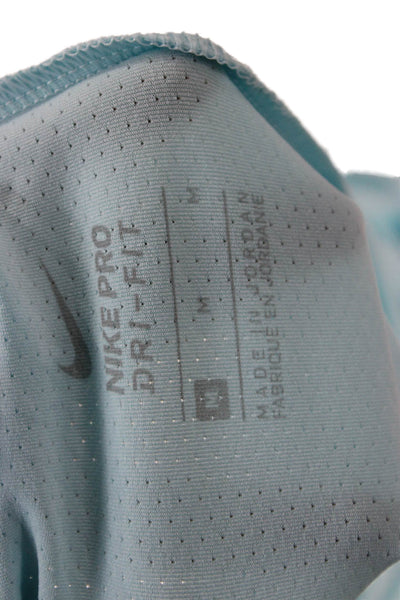 NIKE PRO
DRI-FIT
M
M
M
MADE IN JORDAN
FABRIQUÉ EN JORDANIE